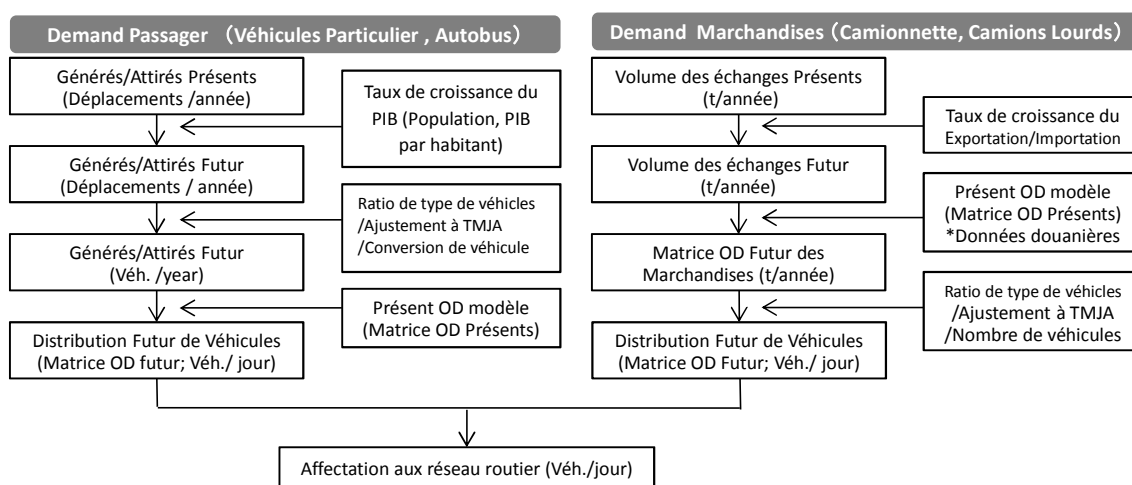 Demand Passager （Véhicules Particulier , Autobus）
Générés/Attirés Présents
(Déplacements /année)
Taux de croissance du
PIB (Population, PIB
par habitant)
Générés/Attirés Futur
(Déplacements / année)
Ratio de type de véhicles
/Ajustement à TMJA
/Conversion de véhicule
Générés/Attirés Futur
(Véh. /year)
Présent OD modèle
(Matrice OD Présents)
Distribution Futur de Véhicules
(Matrice OD futur; Véh./ jour)
Demand Marchandises（Camionnette, Camions Lourds）
Volume des échanges Présents
(t/année)
Taux de croissance du
Exportation/Importation
Volume des échanges Futur
(t/année)
Présent OD modèle
(Matrice OD Présents)
*Données douanières
Matrice OD Futur des
Marchandises (t/année)
Ratio de type de véhicles
/Ajustement à TMJA
/Nombre de véhicules
Distribution Futur de Véhicules
(Matrice OD Futur; Véh./ jour)
Affectation aux réseau routier (Véh./jour)